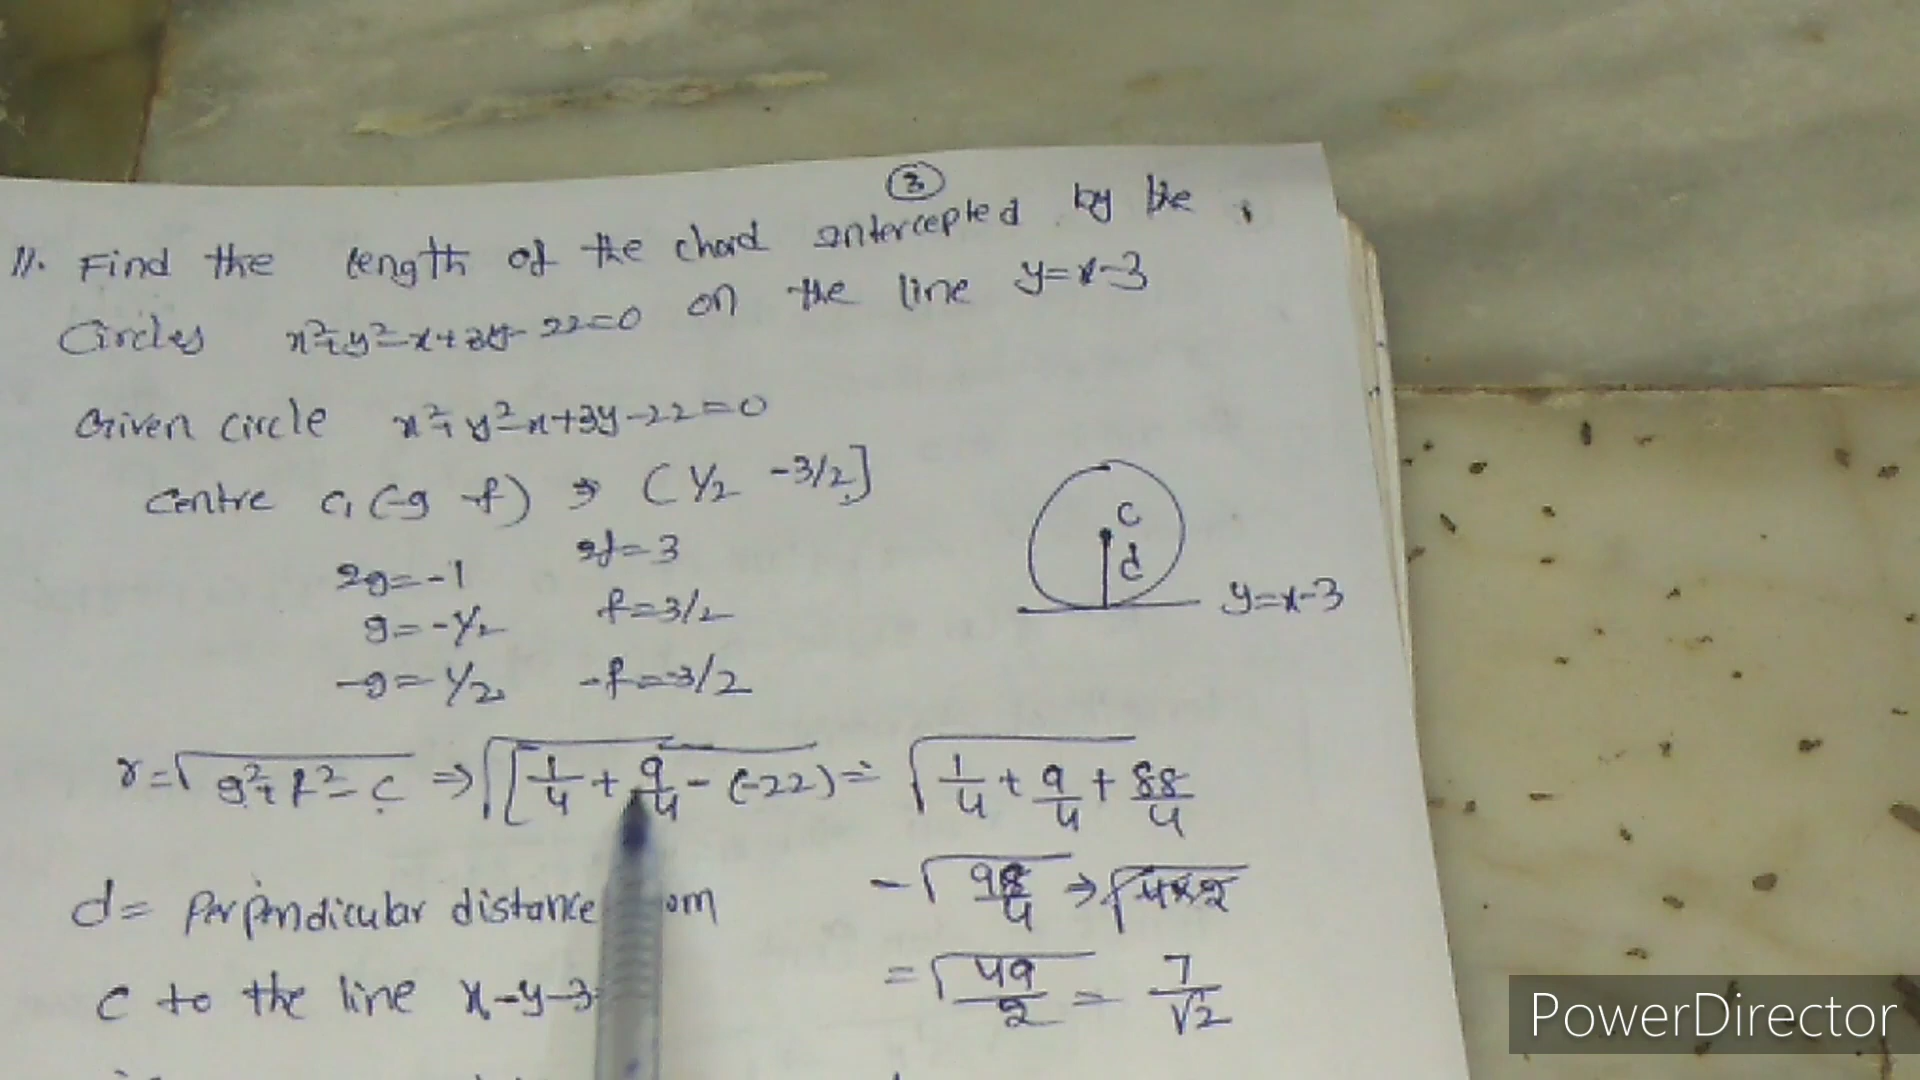 3
11. Find the length of the chord intercepted by the
Circles x²+y²-x+3y-22=0 on the line y=x-3
Given circle x²+y²-x+3y-22=0
Centre C, (-g -f) ⇒ (1/2 -3/2]
2g=-1 2f=3
g=-1/2 f=3/2
-g=1/2 -f=-3/2
C
d
y=x-3
r=√g²+f²-c ⇒ √[1/4 + 9/4 - (-22) = √1/4 + 9/4 + 88/4
= √98/4 ⇒
d= perpendicular distance
= √49/2 = 7/√2
C to the line x-y-3
PowerDirector